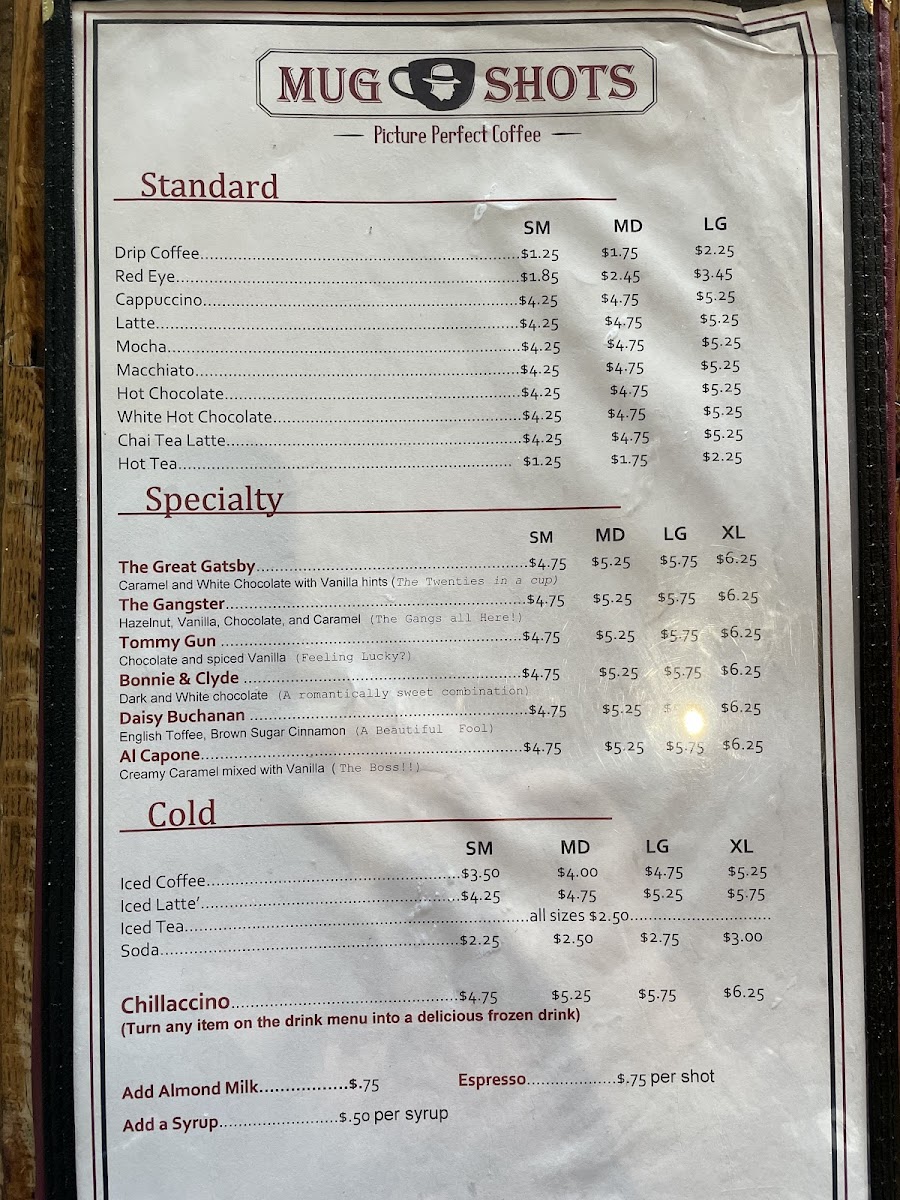 MUG SHOTS
Picture Perfect Coffee
Standard
SM MD LG
Drip Coffee $1.25 $1.75 $2.25
Red Eye $1.85 $2.45 $3.45
Cappuccino $4.25 $4.75 $5.25
Latte $4.25 $4.75 $5.25
Mocha $4.25 $4.75 $5.25
Macchiato $4.25 $4.75 $5.25
Hot Chocolate $4.25 $4.75 $5.25
White Hot Chocolate $4.25 $4.75 $5.25
Chai Tea Latte $4.25 $4.75 $5.25
Hot Tea $1.25 $1.75 $2.25
Specialty
SM MD LG XL
The Great Gatsby $4.75 $5.25 $5.75 $6.25
Caramel and White Chocolate with Vanilla hints (The Twenties in a cup)
The Gangster $4.75 $5.25 $5.75 $6.25
Hazelnut, Vanilla, Chocolate, and Caramel (The Gangs all Here!)
Tommy Gun $4.75 $5.25 $5.75 $6.25
Chocolate and spiced Vanilla (Feeling Lucky?)
Bonnie & Clyde $4.75 $5.25 $5.75 $6.25
Dark and White chocolate (A romantically sweet combination)
Daisy Buchanan $4.75 $5.25 $6.25
English Toffee, Brown Sugar Cinnamon (A Beautiful Fool)
Al Capone $4.75 $5.25 $5.75 $6.25
Creamy Caramel mixed with Vanilla ( The Boss!!)
Cold
SM MD LG XL
Iced Coffee $3.50 $4.00 $4.75 $5.25
Iced Latte' $4.25 $4.75 $5.25 $5.75
Iced Tea all sizes $2.50
Soda $2.25 $2.50 $2.75 $3.00
Chillaccino $4.75 $5.25 $5.75 $6.25
(Turn any item on the drink menu into a delicious frozen drink)
Add Almond Milk $.75 Espresso $.75 per shot
Add a Syrup $.50 per syrup